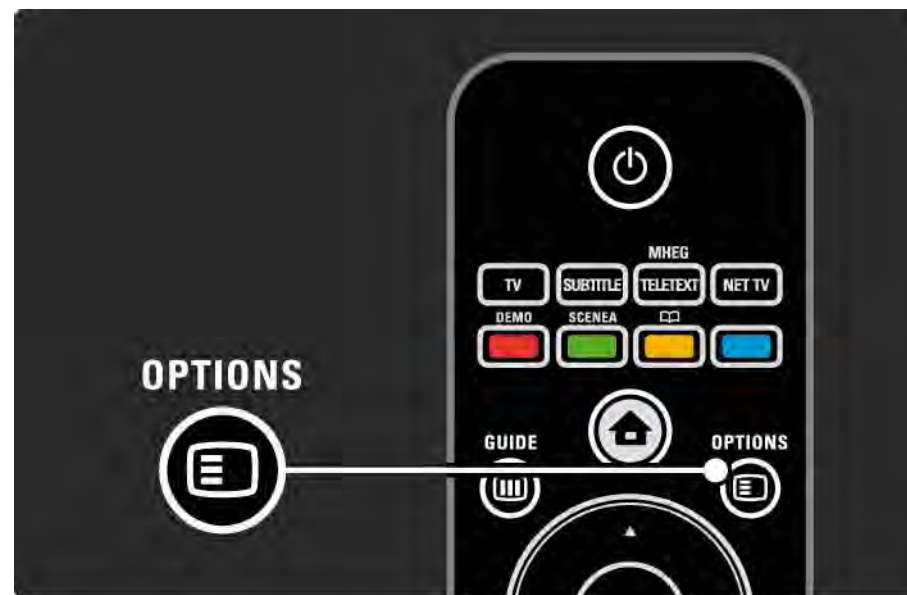 MHEG
TV SUBTITLE TELETEXT NET TV
DEMO SCENEA
OPTIONS
GUIDE OPTIONS